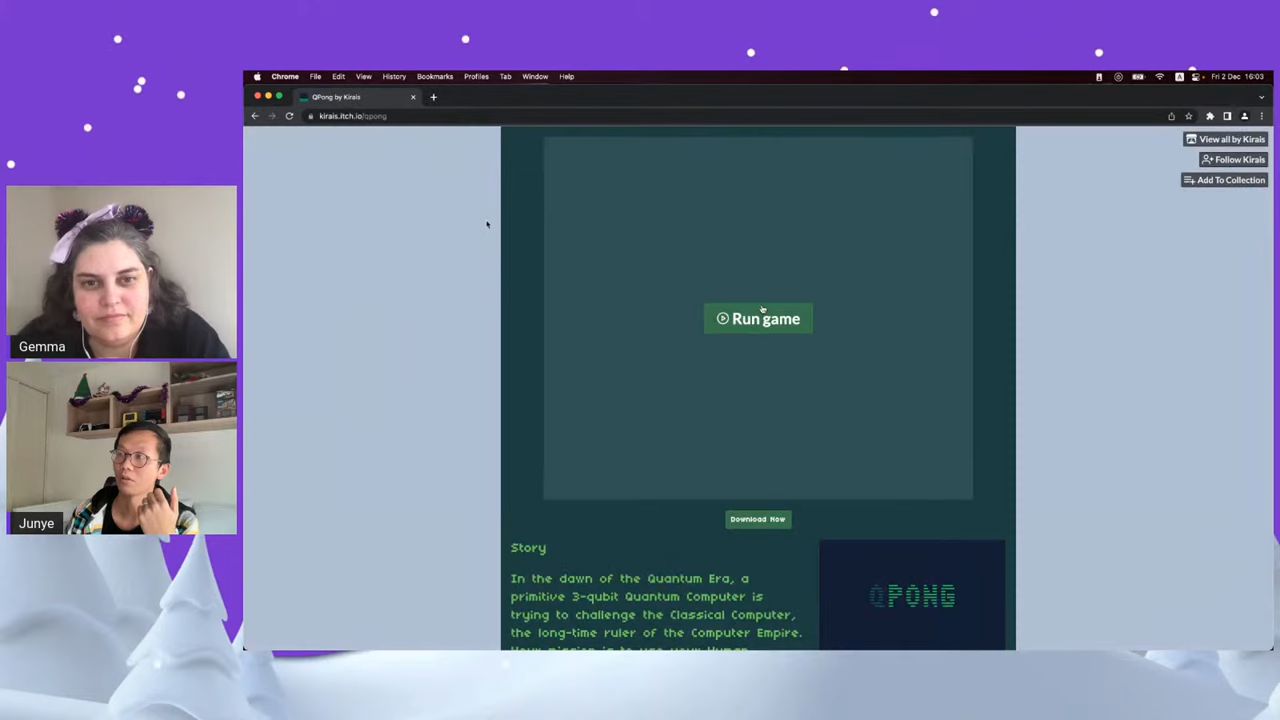 Chrome File Edit View History Bookmarks Profiles Tab Window Help
A Fri 2 Dec 16:03
QPong by Kirais
kirais.itch.io/qpong
View all by Kirais
Follow Kirais
Add To Collection
Run game
Gemma
Junye
Download Now
Story
In the dawn of the Quantum Era, a
primitive 3-qubit Quantum Computer is
trying to challenge the Classical Computer,
the long-time ruler of the Computer Empire.
QPONG